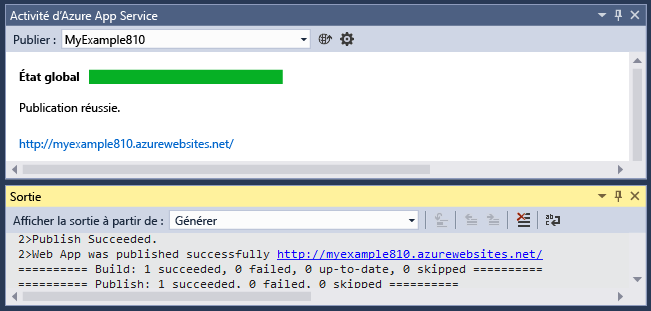 Activité d'Azure App Service
Publier : MyExample810
État global
Publication réussie.
http://myexample810.azurewebsites.net/
Sortie
Afficher la sortie à partir de : Générer
2>Publish Succeeded.
2>Web App was published successfully http://myexample810.azurewebsites.net/
========== Build: 1 succeeded, 0 failed, 0 up-to-date, 0 skipped ==========
========== Publish: 1 succeeded, 0 failed, 0 skipped ==========